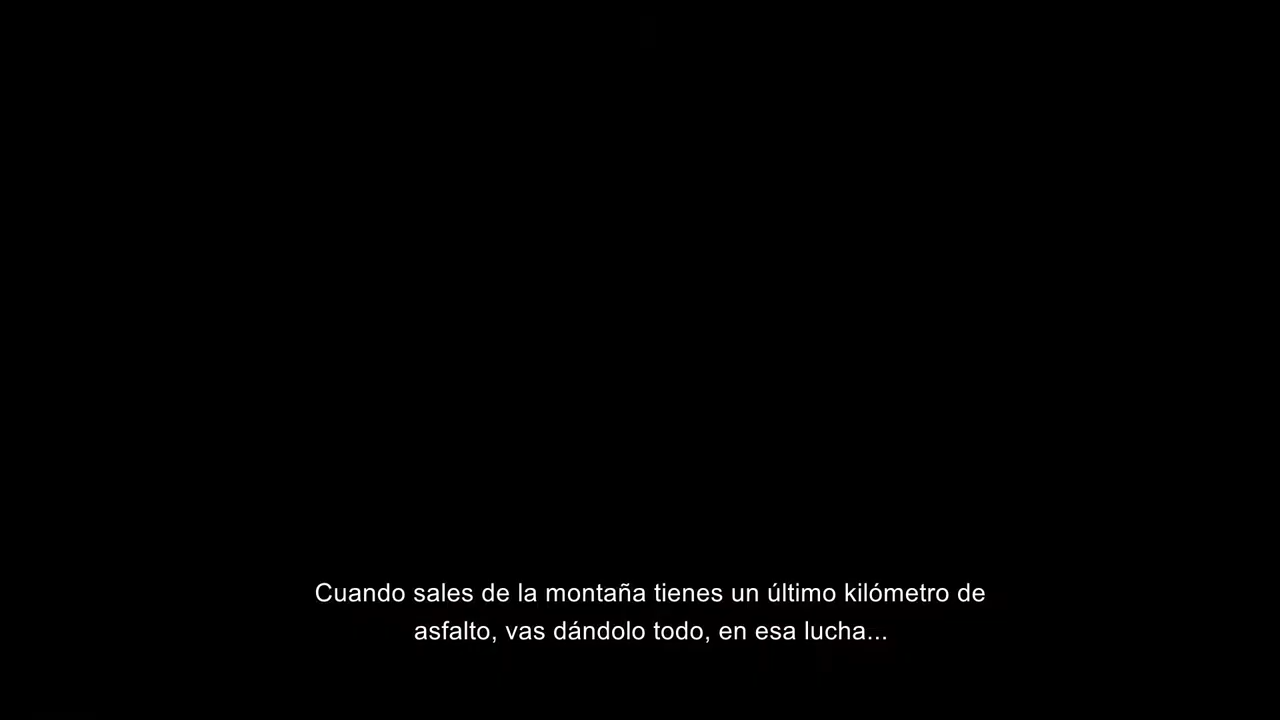 Cuando sales de la montaña tienes un último kilómetro de
asfalto, vas dándolo todo, en esa lucha...